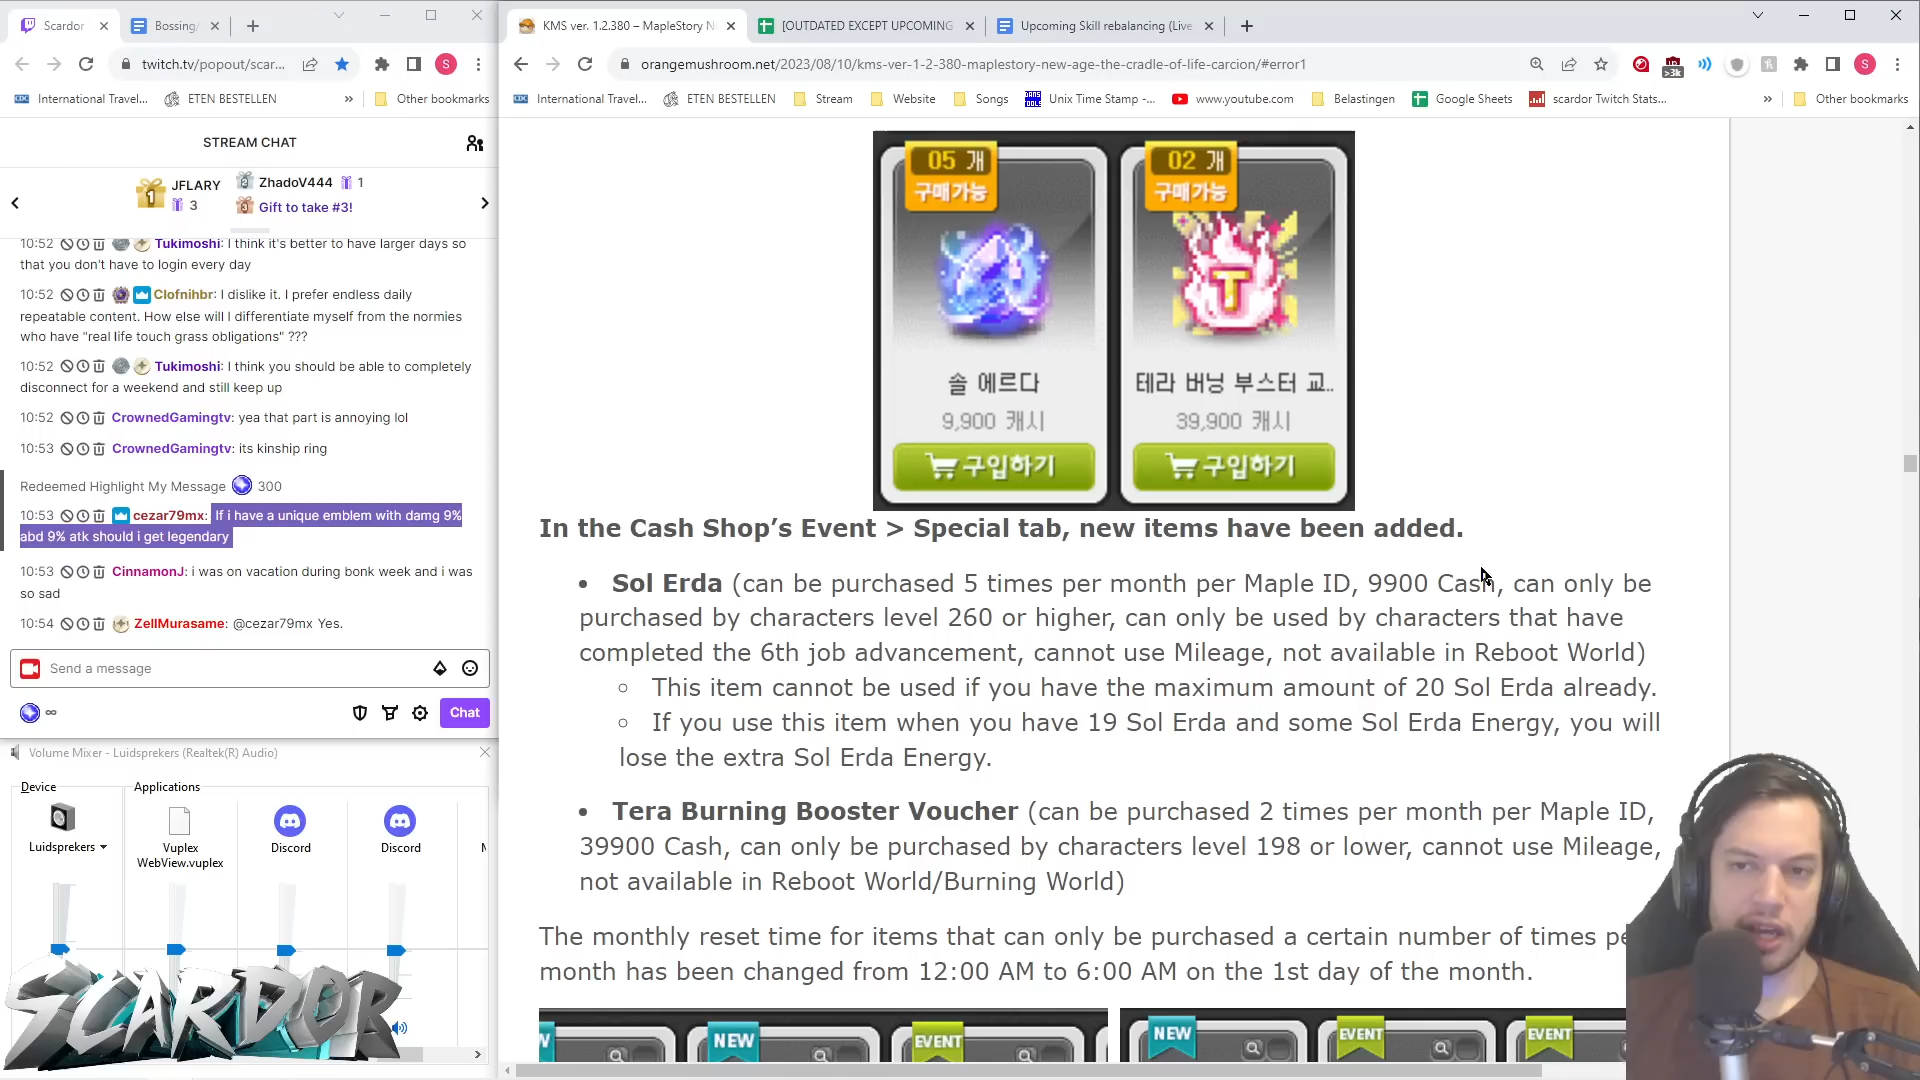 Scardor
Bossing/
KMS ver. 1.2.380 – MapleStory N
[OUTDATED EXCEPT UPCOMING
Upcoming Skill rebalancing (Live
twitch.tv/popout/scar...
S
orangemushroom.net/2023/08/10/kms-ver-1-2-380-maplestory-new-age-the-cradle-of-life-carcion/#error1
>3k
S
CDC International Travel...
ETEN BESTELLEN
»
Other bookmarks
CDC International Travel...
ETEN BESTELLEN
Stream
Website
Songs
Unix Time Stamp -...
www.youtube.com
Belastingen
Google Sheets
scardor Twitch Stats...
»
Other bookmarks
STREAM CHAT
1
JFLARY
3
2
ZhadoV444
1
3
Gift to take #3!
10:52 Tukimoshi: I think it's better to have larger days so
that you don't have to login every day
10:52 Clofnihbr: I dislike it. I prefer endless daily
repeatable content. How else will I differentiate myself from the normies
who have "real life touch grass obligations" ???
10:52 Tukimoshi: I think you should be able to completely
disconnect for a weekend and still keep up
10:52 CrownedGamingtv: yea that part is annoying lol
10:53 CrownedGamingtv: its kinship ring
Redeemed Highlight My Message 300
10:53 cezar79mx: If i have a unique emblem with damg 9%
abd 9% atk should i get legendary
10:53 CinnamonJ: i was on vacation during bonk week and i was
so sad
10:54 ZellMurasame: @cezar79mx Yes.
Send a message
∞
Chat
Volume Mixer - Luidsprekers (Realtek(R) Audio)
Device
Applications
Luidsprekers
Vuplex
WebView.vuplex
Discord
Discord
SCARDOR
05 개
구매가능
02 개
구매가능
T
솔 에르다
테라 버닝 부스터 교..
9,900 캐시
39,900 캐시
구입하기
구입하기
In the Cash Shop’s Event > Special tab, new items have been added.
• Sol Erda (can be purchased 5 times per month per Maple ID, 9900 Cash, can only be
purchased by characters level 260 or higher, can only be used by characters that have
completed the 6th job advancement, cannot use Mileage, not available in Reboot World)
○ This item cannot be used if you have the maximum amount of 20 Sol Erda already.
○ If you use this item when you have 19 Sol Erda and some Sol Erda Energy, you will
lose the extra Sol Erda Energy.
• Tera Burning Booster Voucher (can be purchased 2 times per month per Maple ID,
39900 Cash, can only be purchased by characters level 198 or lower, cannot use Mileage,
not available in Reboot World/Burning World)
The monthly reset time for items that can only be purchased a certain number of times pe
month has been changed from 12:00 AM to 6:00 AM on the 1st day of the month.
NEW
EVENT
NEW
EVENT
EVENT